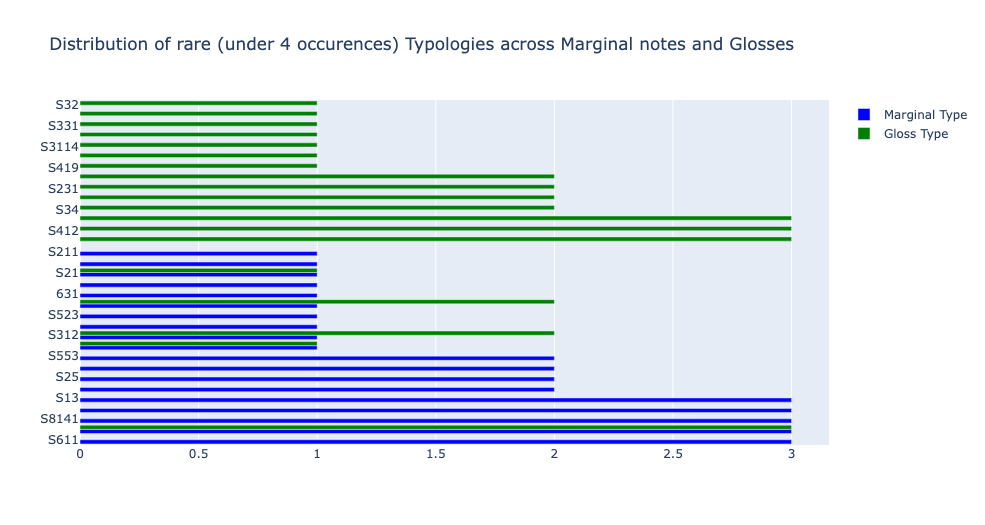 Distribution of rare (under 4 occurences) Typologies across Marginal notes and Glosses
Marginal Type
Gloss Type
S32
S331
S3114
S419
S231
S34
S412
S211
S21
631
S523
S312
S553
S25
S13
S8141
S611
0 0.5 1 1.5 2 2.5 3